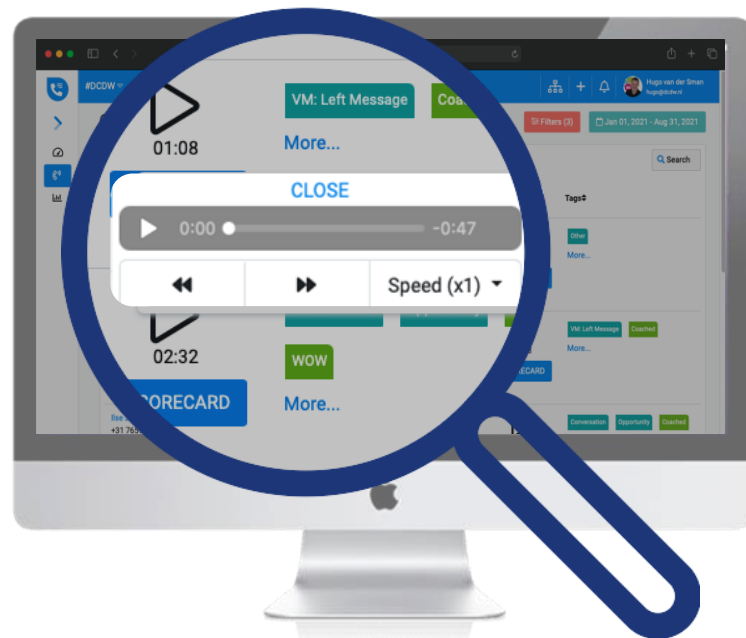 #DCDW
Hugo van der Sman
hugo@dcdw.nl
VM: Left Message
More...
01:08
Filters (3)
Jan 01, 2021 - Aug 31, 2021
Search
CLOSE
0:00
-0:47
Speed (x1)
Tags
Other
More...
02:32
WOW
More...
VM: Left Message Coached
More...
Conversation Opportunity Coached